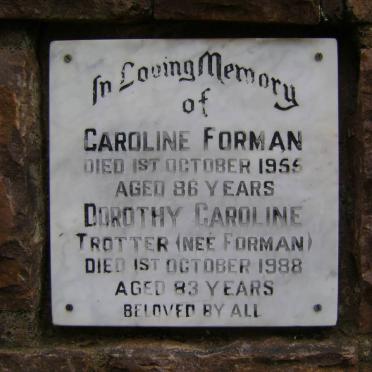 In Loving Memory
of
CAROLINE FORMAN
DIED 1ST OCTOBER 1955
AGED 86 YEARS
DOROTHY CAROLINE
TROTTER (NEE FORMAN)
DIED 1ST OCTOBER 1988
AGED 83 YEARS
BELOVED BY ALL